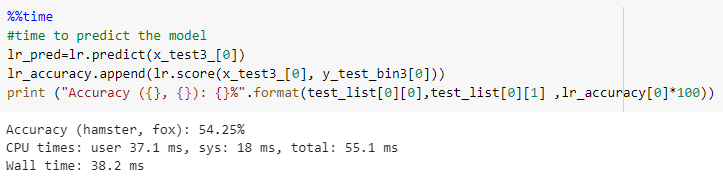 %%time
#time to predict the model
lr_pred=lr.predict(x_test3_[0])
lr_accuracy.append(lr.score(x_test3_[0], y_test_bin3[0]))
print ("Accuracy ({}, {}): {}%".format(test_list[0][0],test_list[0][1] ,lr_accuracy[0]*100))
Accuracy (hamster, fox): 54.25%
CPU times: user 37.1 ms, sys: 18 ms, total: 55.1 ms
Wall time: 38.2 ms